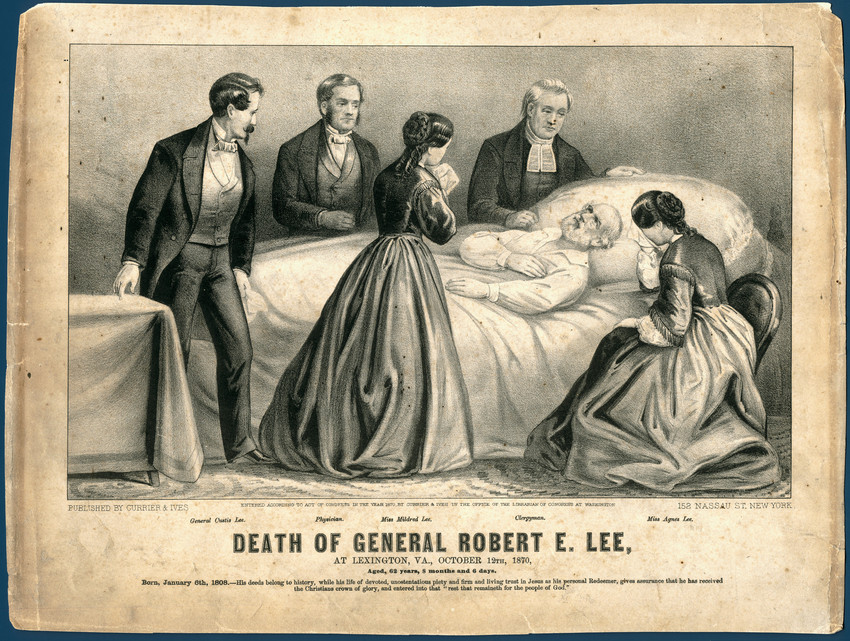 PUBLISHED BY CURRIER & IVES
ENTERED ACCORDING TO ACT OF CONGRESS IN THE YEAR 1870, BY CURRIER & IVES IN THE OFFICE OF THE LIBRARIAN OF CONGRESS AT WASHINGTON
152 NASSAU ST, NEW YORK
General Custis Lee. Physician. Miss Mildred Lee. Clergyman. Miss Agnes Lee.
DEATH OF GENERAL ROBERT E. LEE,
AT LEXINGTON, VA., OCTOBER 12TH, 1870,
Aged, 62 years, 8 months and 6 days.
Born, January 6th, 1808.—His deeds belong to history, while his life of devoted, unostentatious piety and firm and living trust in Jesus as his personal Redeemer, gives assurance that he has received
the Christians crown of glory, and entered into that "rest that remaineth for the people of God."